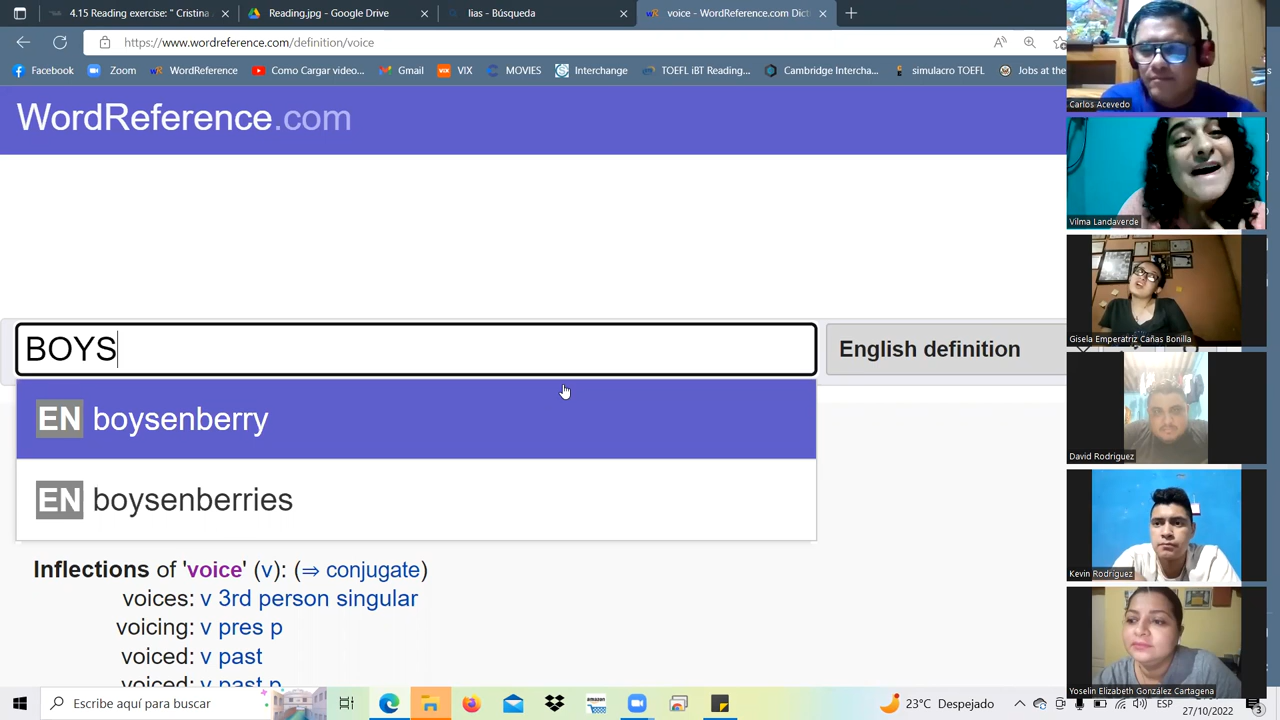 4.15 Reading exercise: " Cristina
Reading.jpg - Google Drive
lias - Búsqueda
voice - WordReference.com Dict
https://www.wordreference.com/definition/voice
Facebook
Zoom
WordReference
Como Cargar video...
Gmail
VIX
MOVIES
Interchange
TOEFL iBT Reading...
Cambridge Intercha...
simulacro TOEFL
Jobs at the
WordReference.com
BOYS
English definition
EN boysenberry
EN boysenberries
Inflections of 'voice' (v): (⇒ conjugate)
voices: v 3rd person singular
voicing: v pres p
voiced: v past
voiced: v past p
Carlos Acevedo
Vilma Landaverde
Gisela Emperatriz Cañas Bonilla
David Rodriguez
Kevin Rodriguez
Yoselin Elizabeth González Cartagena
Escribe aquí para buscar
amazon
23°C Despejado
ESP
27/10/2022
3